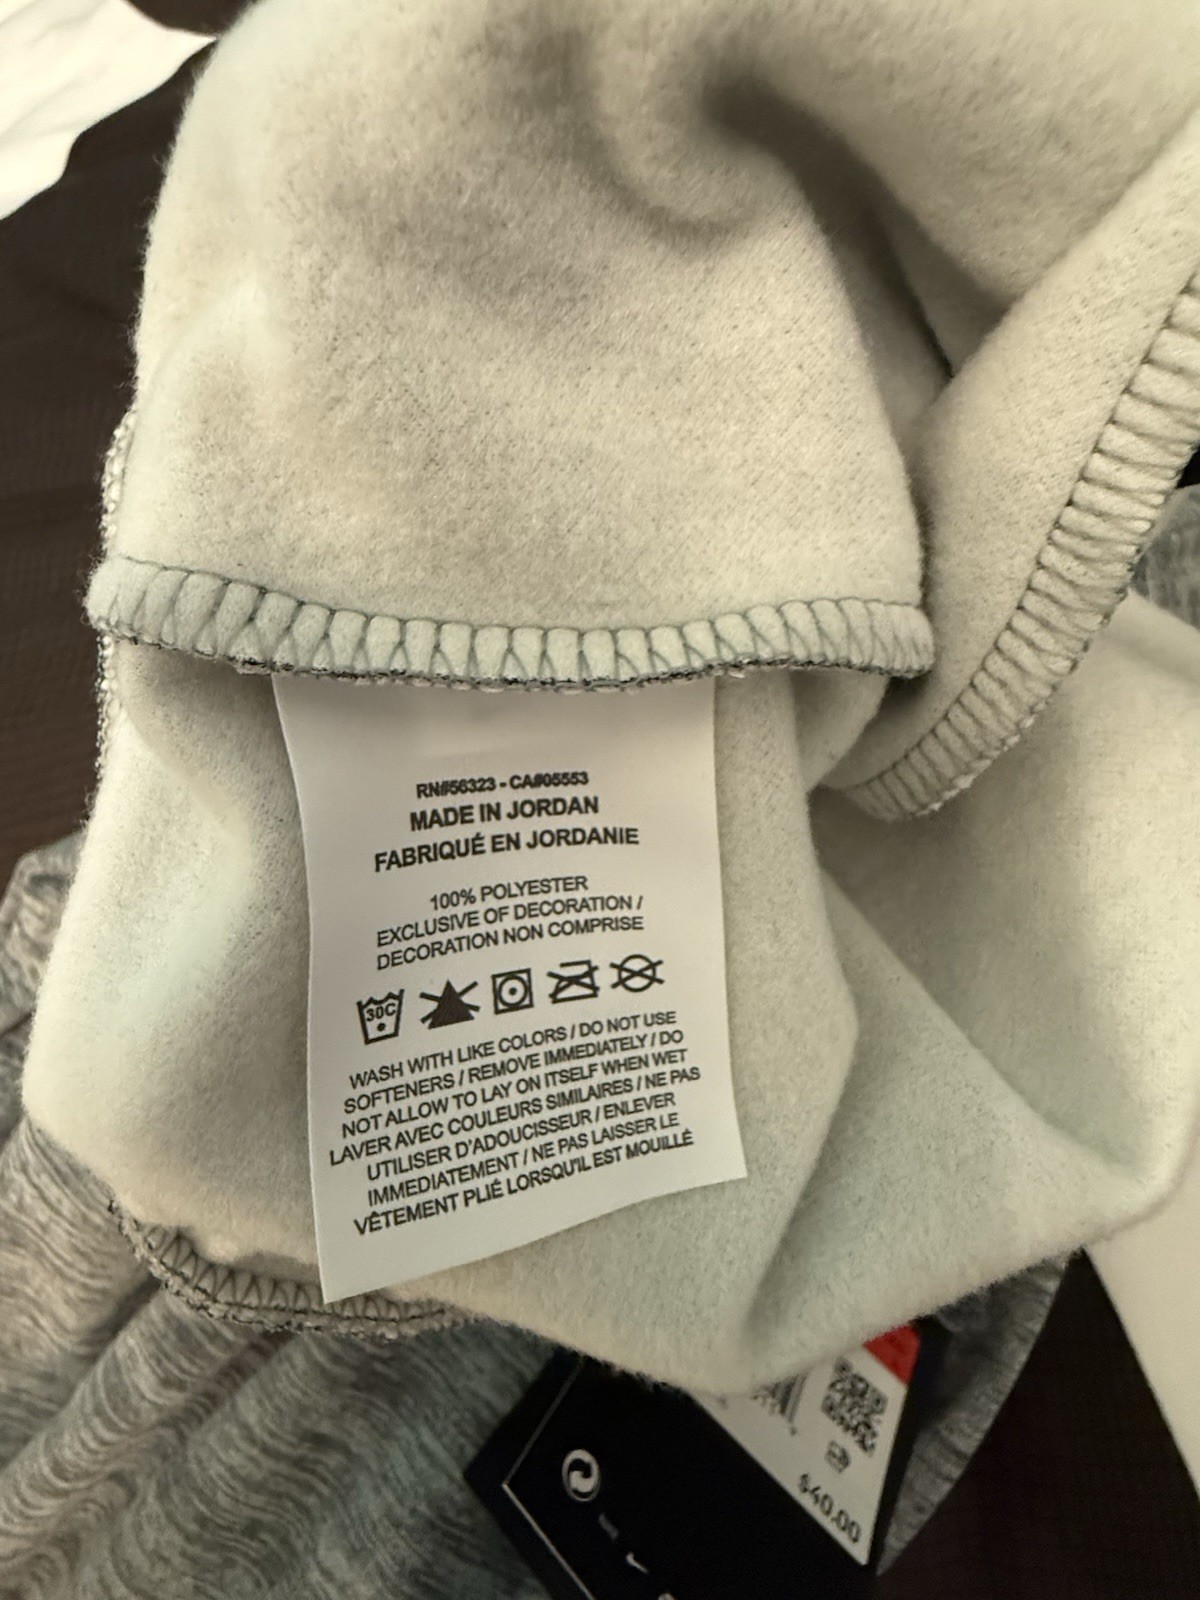 RN#56323 - CA#05553
MADE IN JORDAN
FABRIQUÉ EN JORDANIE
100% POLYESTER
EXCLUSIVE OF DECORATION /
DECORATION NON COMPRISE
30C
WASH WITH LIKE COLORS / DO NOT USE
SOFTENERS / REMOVE IMMEDIATELY / DO
NOT ALLOW TO LAY ON ITSELF WHEN WET
LAVER AVEC COULEURS SIMILAIRES / NE PAS
UTILISER D'ADOUCISSEUR / ENLEVER
IMMEDIATEMENT / NE PAS LAISSER LE
VÊTEMENT PLIÉ LORSQU'IL EST MOUILLÉ
$40.00